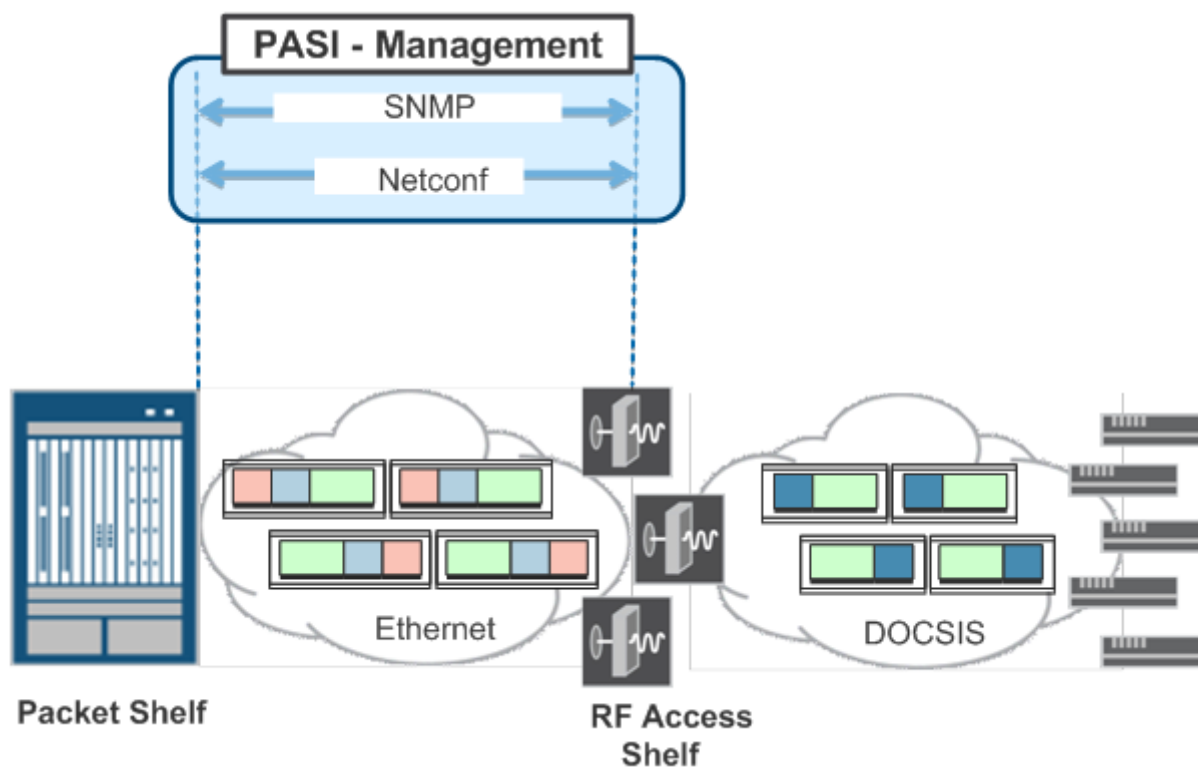 PASI - Management
SNMP
Netconf
Ethernet
DOCSIS
Packet Shelf
RF Access
Shelf